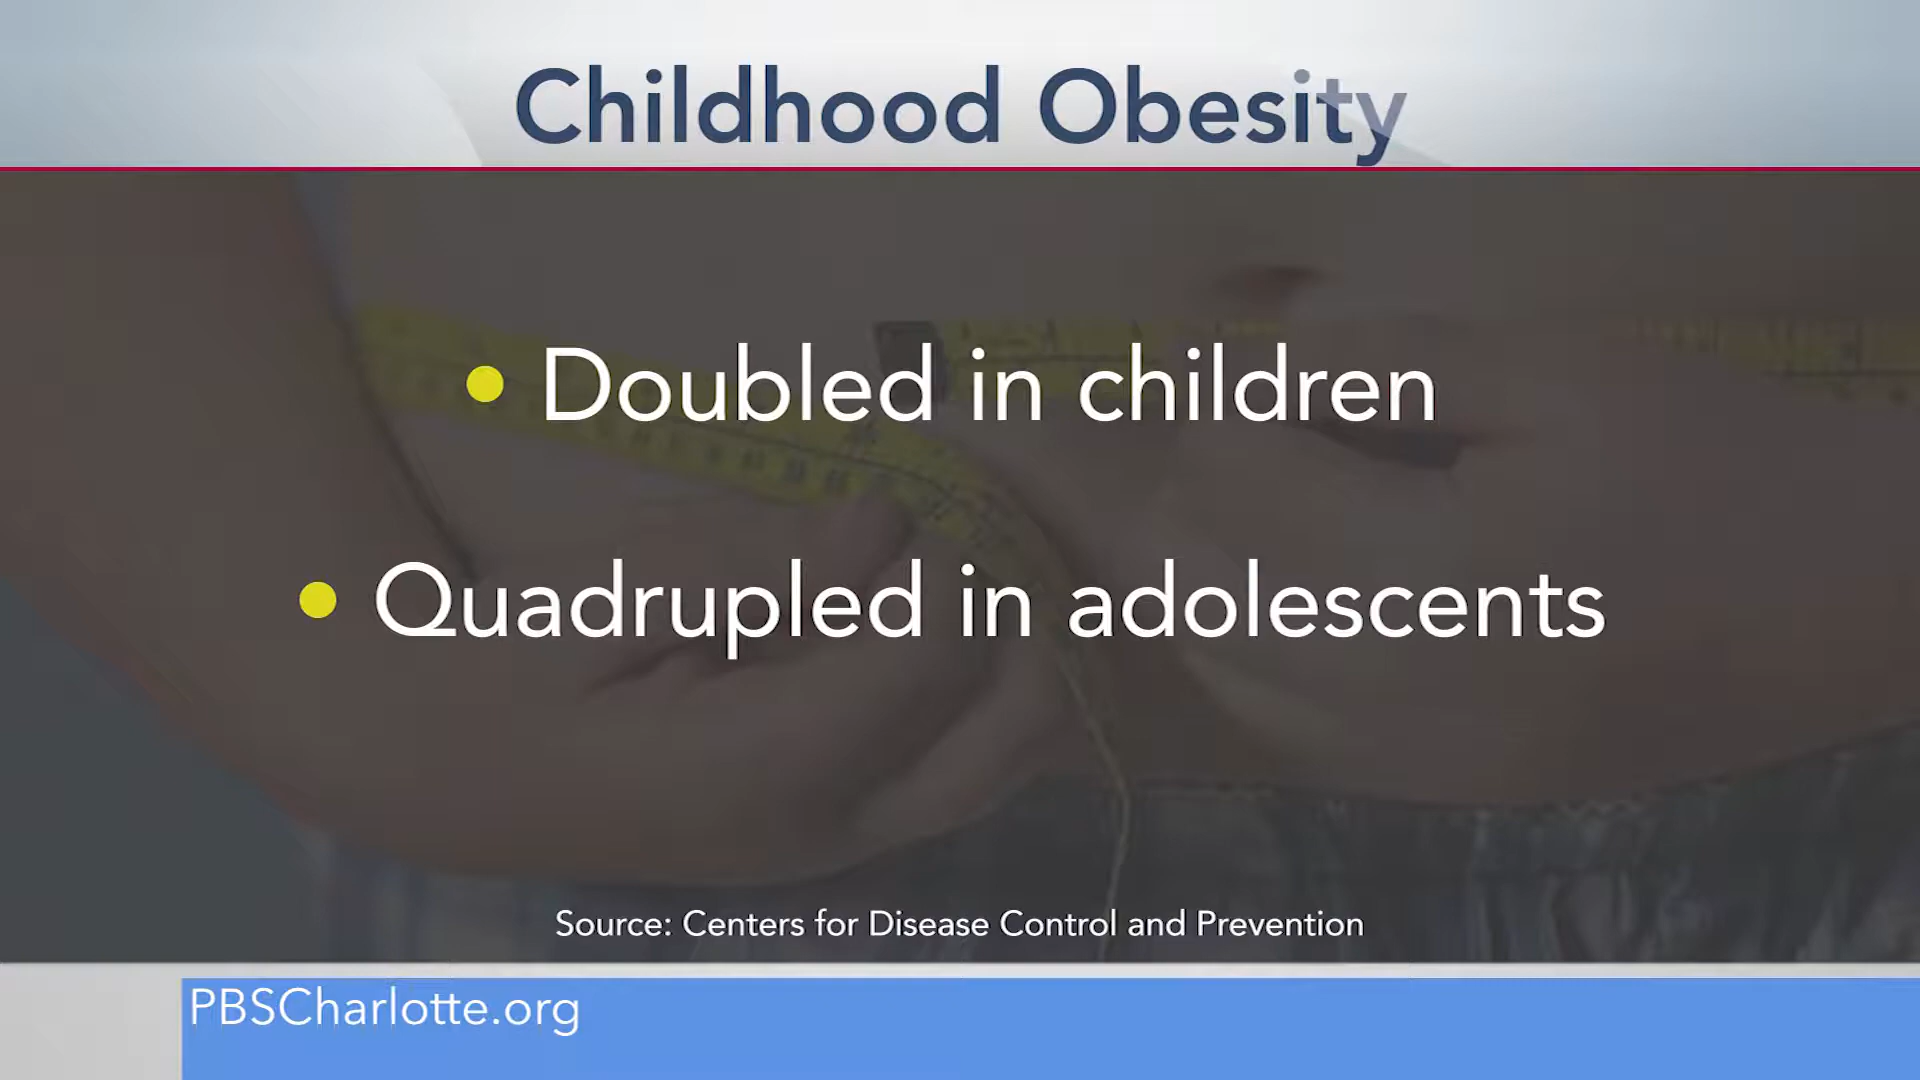 Childhood Obesity
• Doubled in children
• Quadrupled in adolescents
Source: Centers for Disease Control and Prevention
PBSCharlotte.org